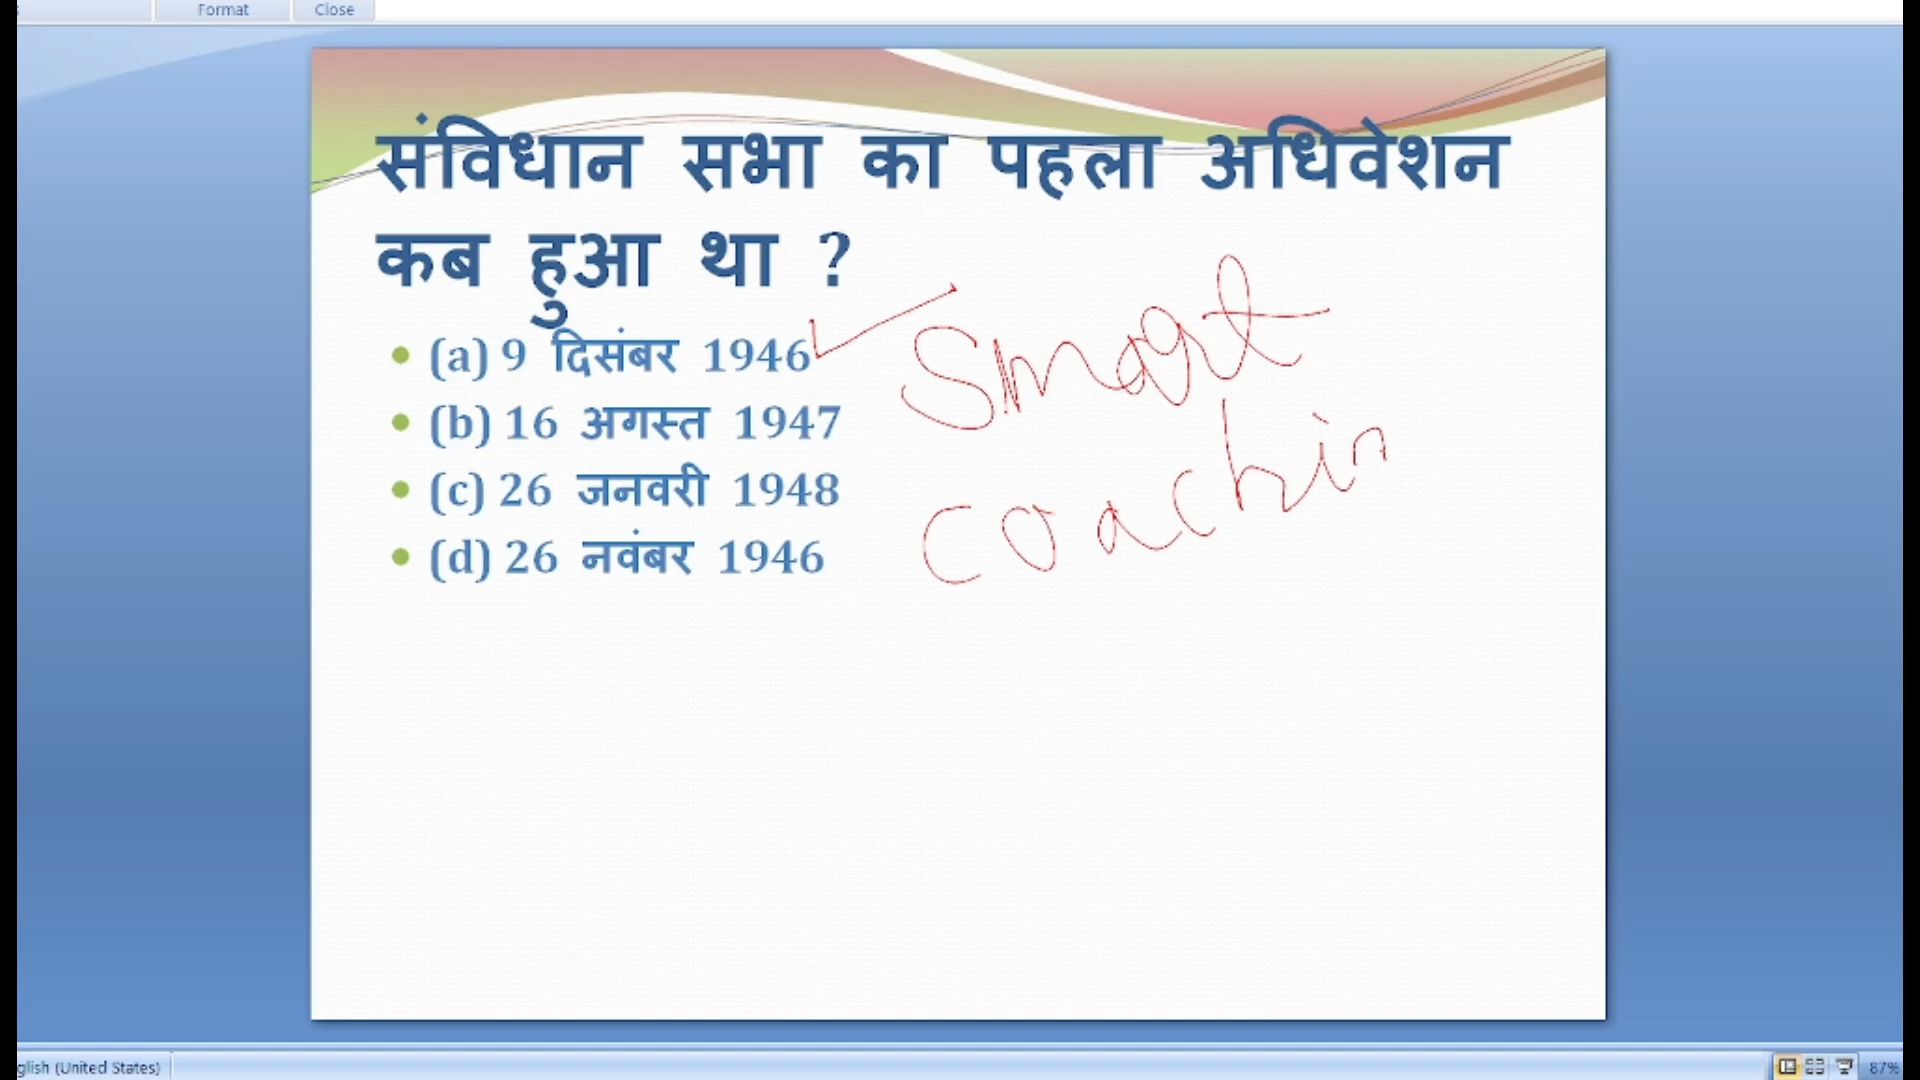 Format Close
संविधान सभा का पहला अधिवेशन
कब हुआ था ?
(a) 9 दिसंबर 1946
(b) 16 अगस्त 1947
(c) 26 जनवरी 1948
(d) 26 नवंबर 1946
Smart
coachin
glish (United States)
87%